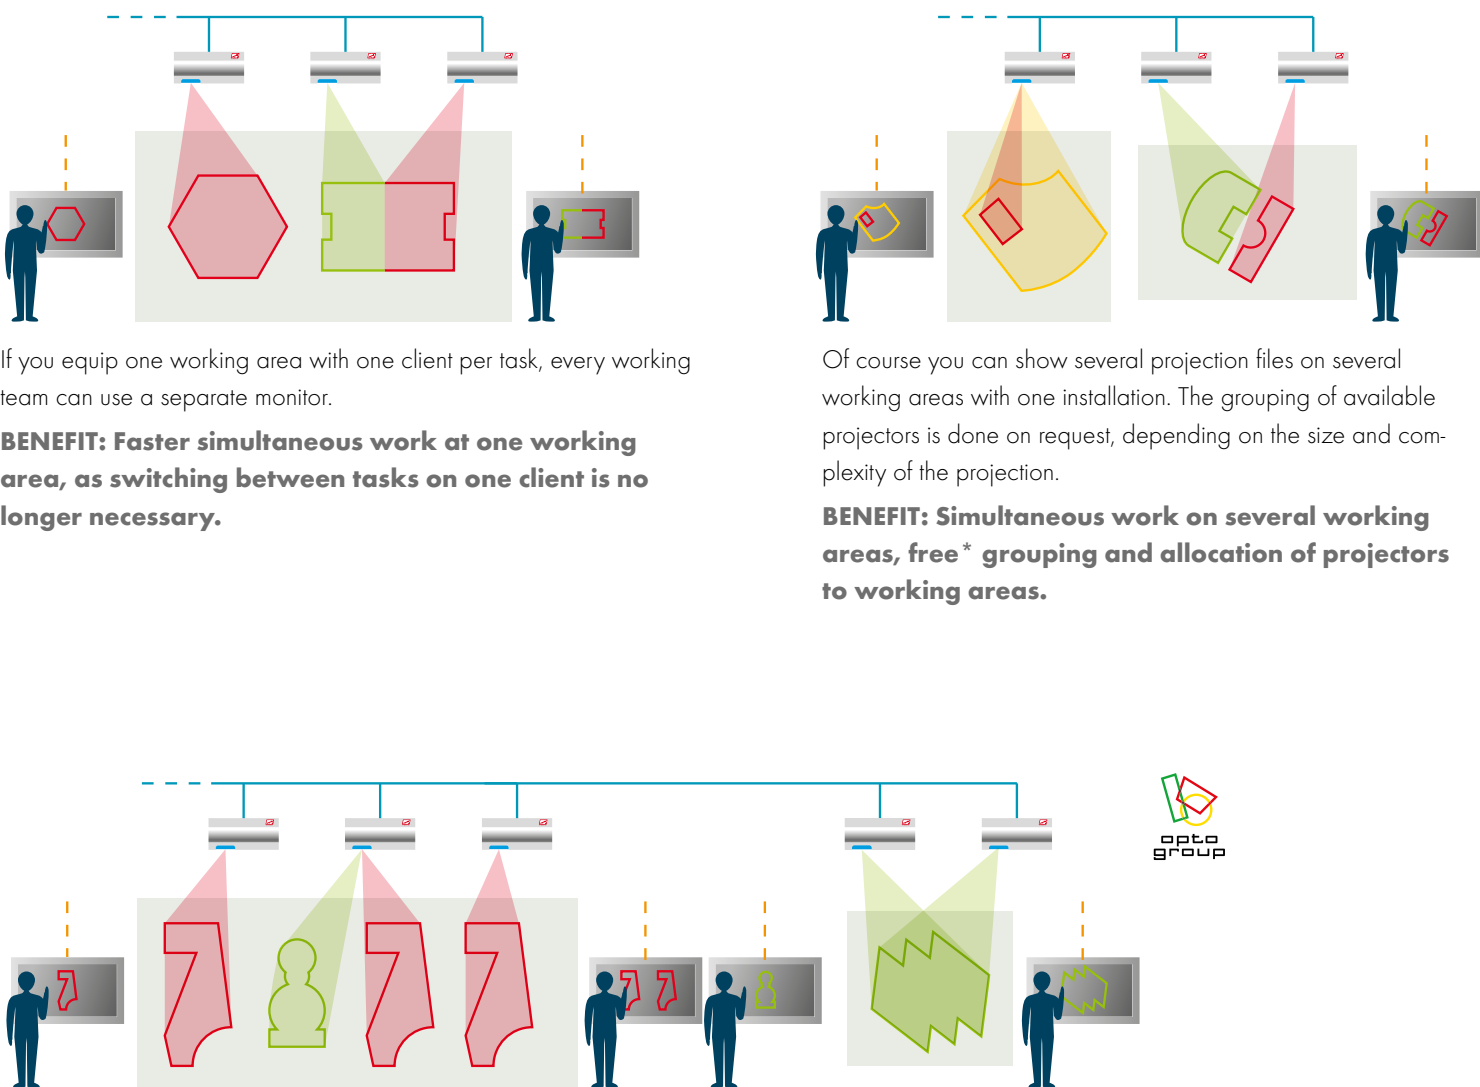 If you equip one working area with one client per task, every working
team can use a separate monitor.
BENEFIT: Faster simultaneous work at one working
area, as switching between tasks on one client is no
longer necessary.
Of course you can show several projection files on several
working areas with one installation. The grouping of available
projectors is done on request, depending on the size and com-
plexity of the projection.
BENEFIT: Simultaneous work on several working
areas, free* grouping and allocation of projectors
to working areas.
opto
group